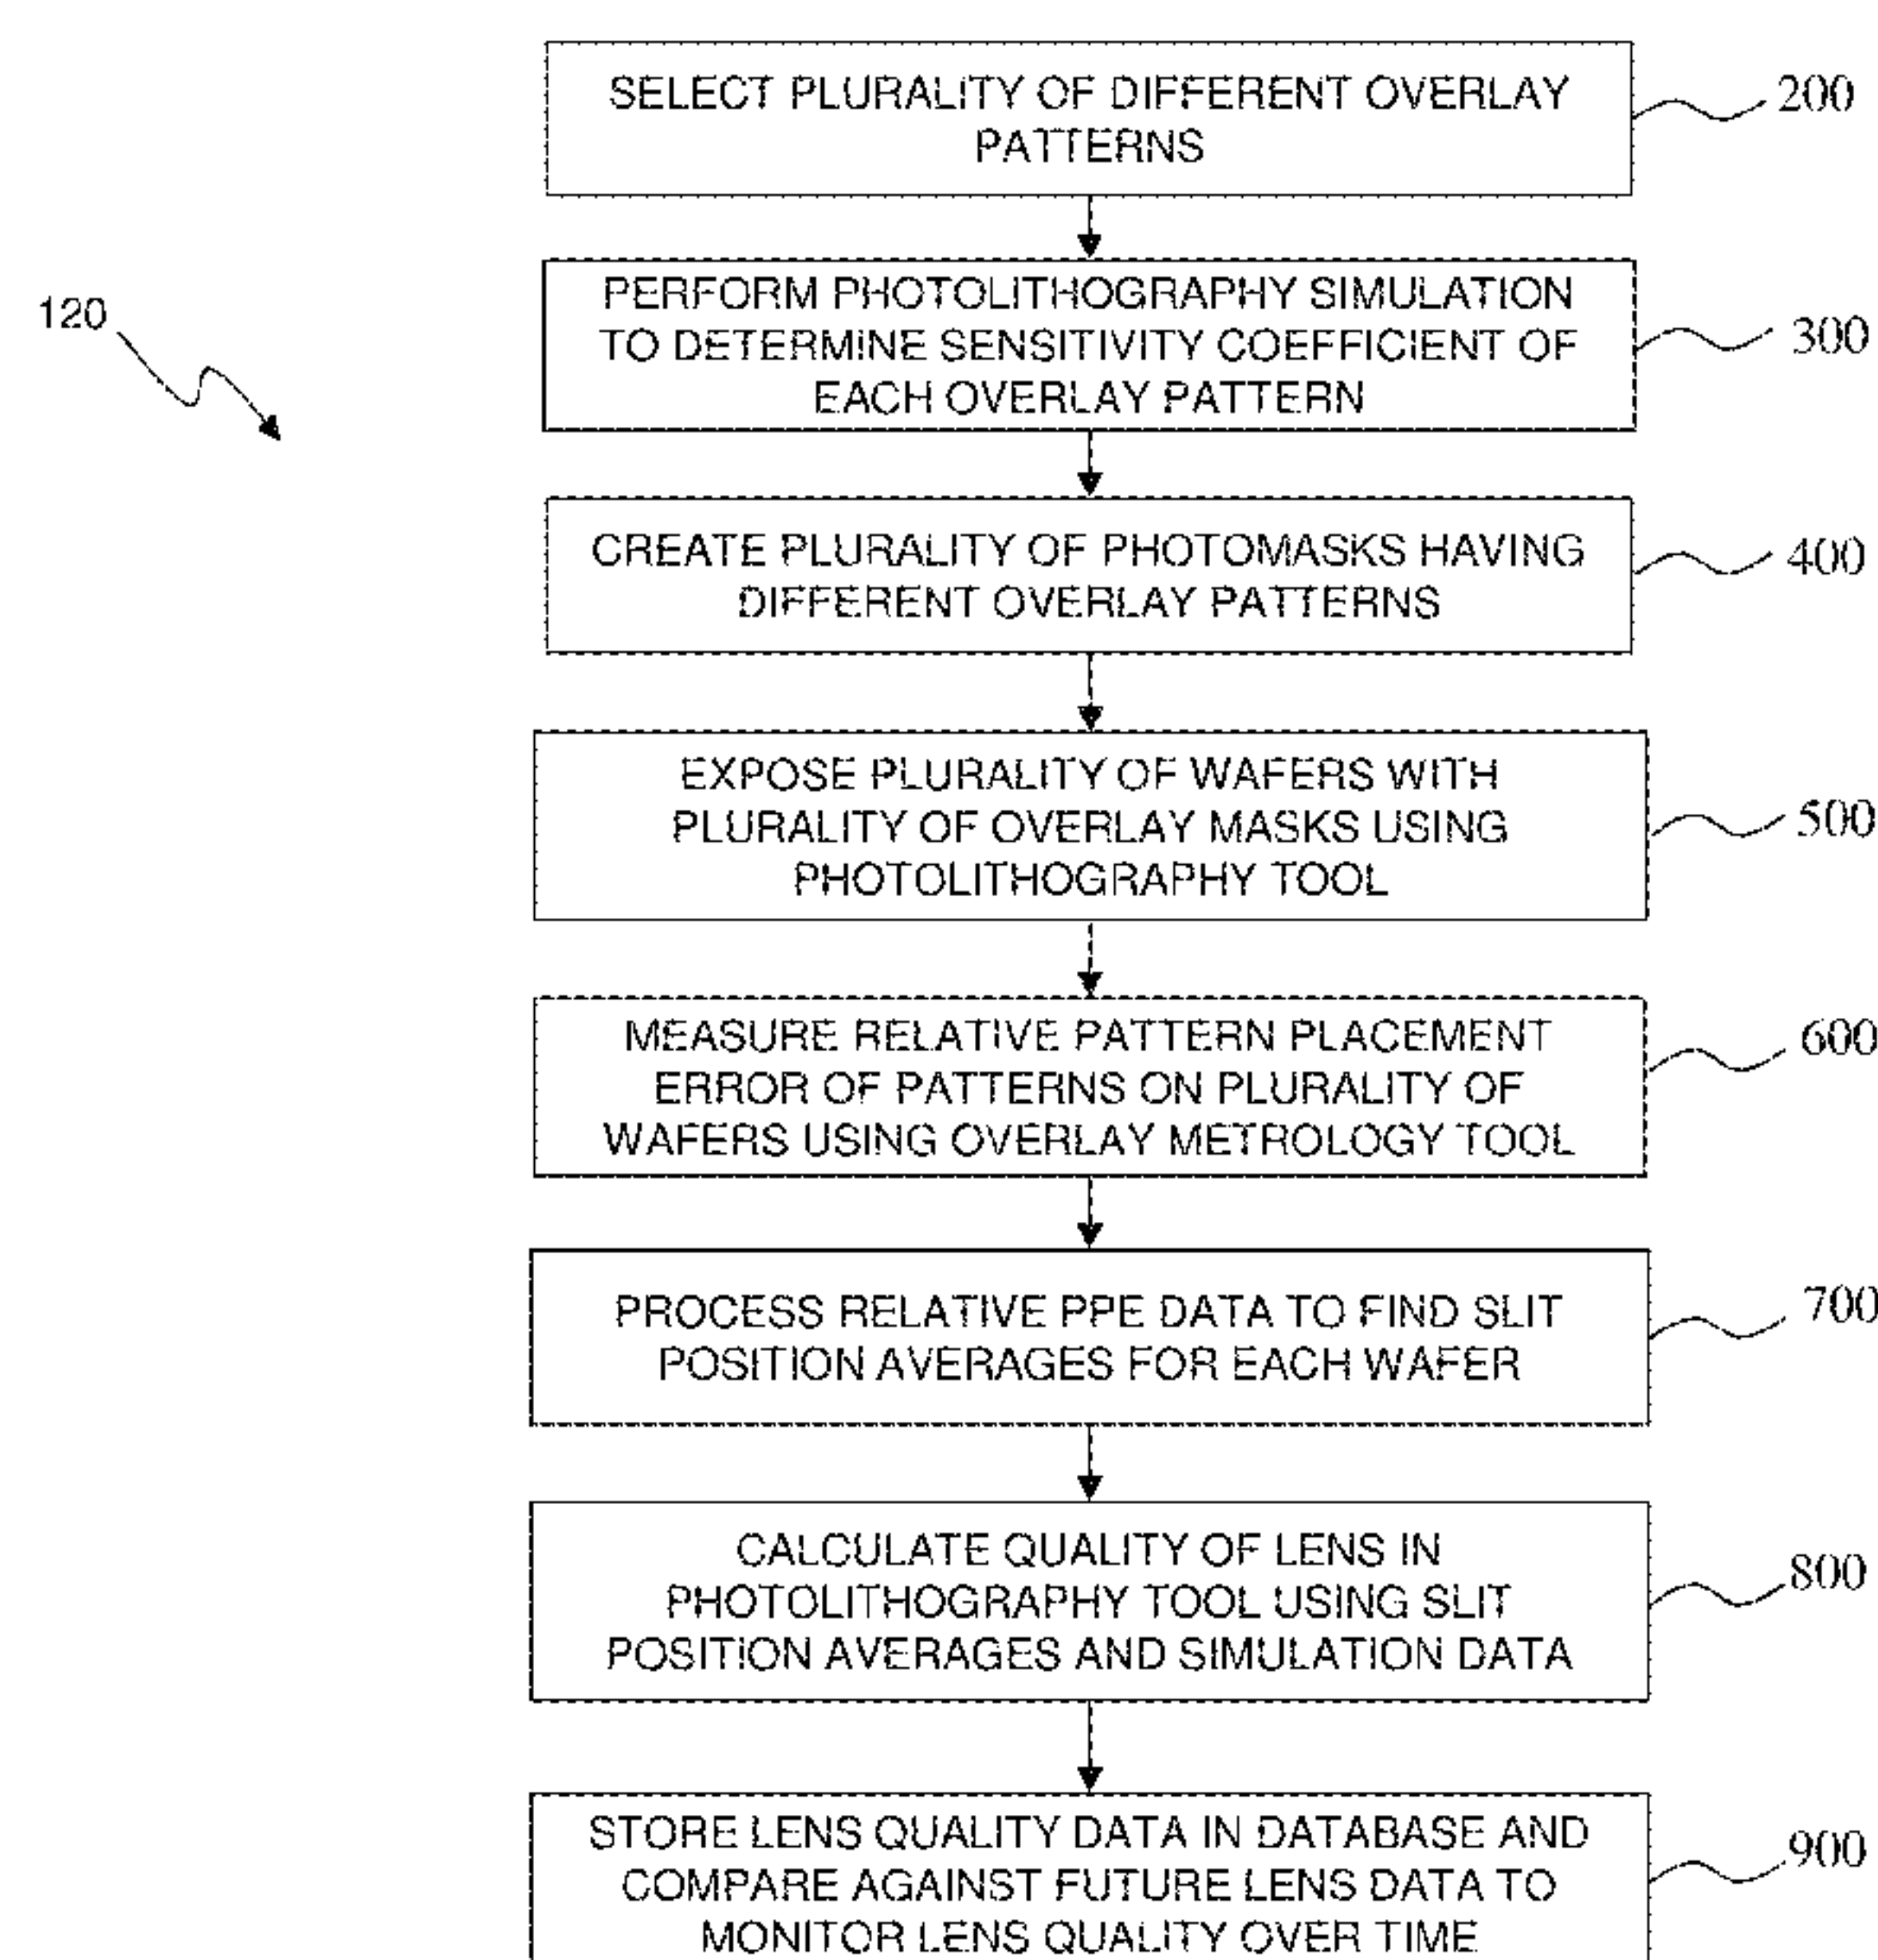 SELECT PLURALITY OF DIFFERENT OVERLAY
PATTERNS
200
120
PERFORM PHOTOLITHOGRAPHY SIMULATION
TO DETERMINE SENSITIVITY COEFFICIENT OF
EACH OVERLAY PATTERN
300
CREATE PLURALITY OF PHOTOMASKS HAVING
DIFFERENT OVERLAY PATTERNS
400
EXPOSE PLURALITY OF WAFERS WITH
PLURALITY OF OVERLAY MASKS USING
PHOTOLITHOGRAPHY TOOL
500
MEASURE RELATIVE PATTERN PLACEMENT
ERROR OF PATTERNS ON PLURALITY OF
WAFERS USING OVERLAY METROLOGY TOOL
600
PROCESS RELATIVE PPE DATA TO FIND SLIT
POSITION AVERAGES FOR EACH WAFER
700
CALCULATE QUALITY OF LENS IN
PHOTOLITHOGRAPHY TOOL USING SLIT
POSITION AVERAGES AND SIMULATION DATA
800
STORE LENS QUALITY DATA IN DATABASE AND
COMPARE AGAINST FUTURE LENS DATA TO
MONITOR LENS QUALITY OVER TIME
900